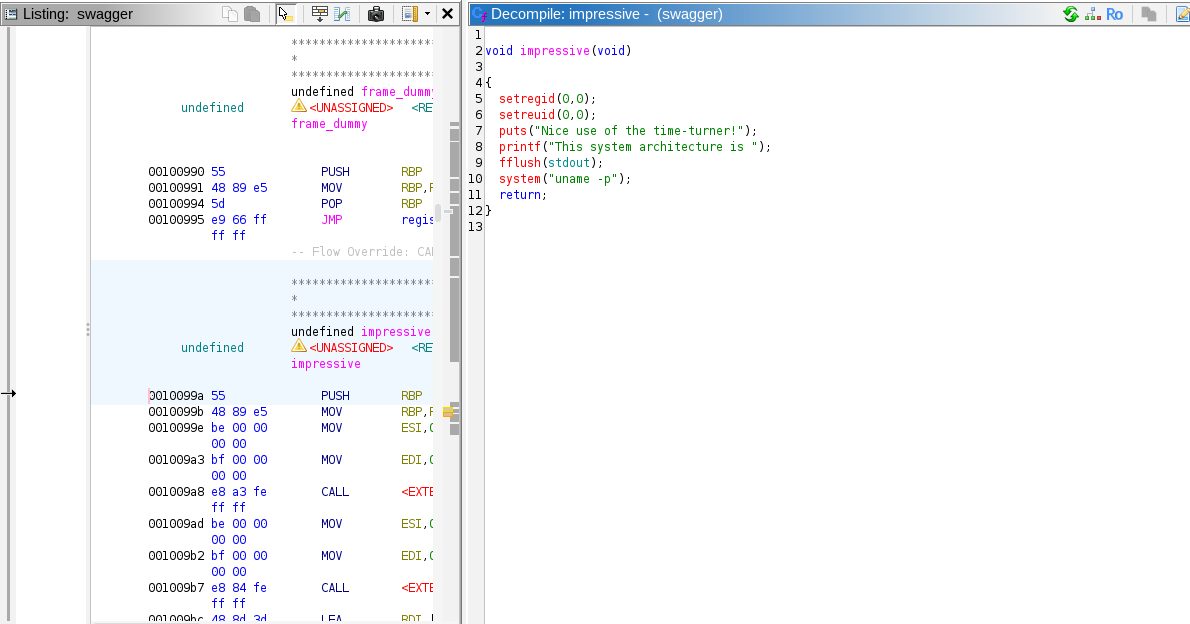 Listing: swagger
*********************
*
*********************
undefined frame_dummy
undefined <UNASSIGNED> <RE
frame_dummy
00100990 55 PUSH RBP
00100991 48 89 e5 MOV RBP,R
00100994 5d POP RBP
00100995 e9 66 ff JMP regis
ff ff
-- Flow Override: CAL
*********************
*
*********************
undefined impressive
undefined <UNASSIGNED> <RE
impressive
0010099a 55 PUSH RBP
0010099b 48 89 e5 MOV RBP,R
0010099e be 00 00 MOV ESI,0
00 00
001009a3 bf 00 00 MOV EDI,0
00 00
001009a8 e8 a3 fe CALL <EXTE
ff ff
001009ad be 00 00 MOV ESI,0
00 00
001009b2 bf 00 00 MOV EDI,0
00 00
001009b7 e8 84 fe CALL <EXTE
ff ff
001009bc 48 8d 3d LEA RDI,
Decompile: impressive - (swagger)
Ro
1
2 void impressive(void)
3
4 {
5 setregid(0,0);
6 setreuid(0,0);
7 puts("Nice use of the time-turner!");
8 printf("This system architecture is ");
9 fflush(stdout);
10 system("uname -p");
11 return;
12 }
13